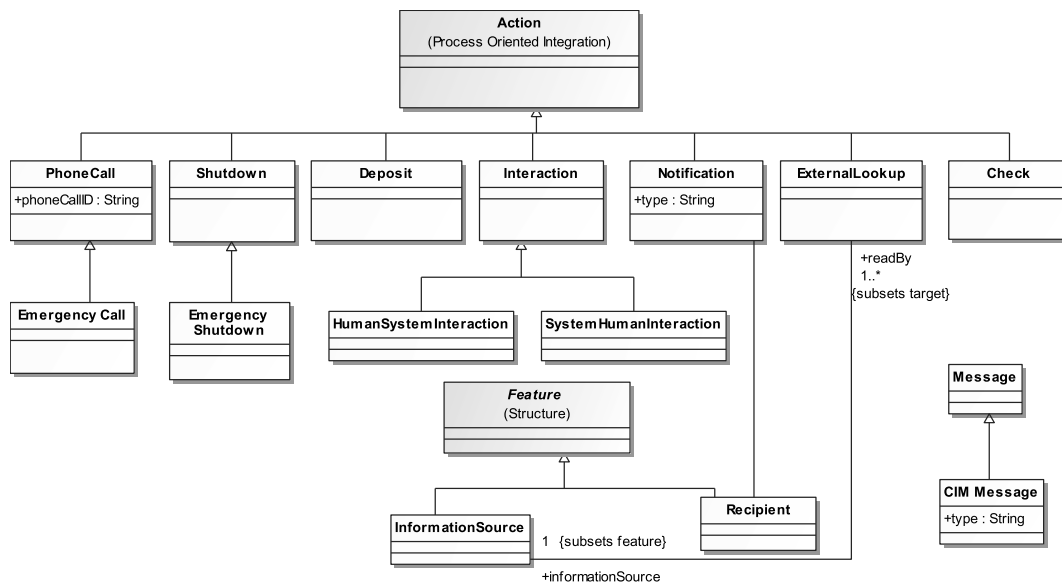 Action
(Process Oriented Integration)
PhoneCall
+phoneCallID : String
Shutdown
Deposit
Interaction
Notification
+type : String
ExternalLookup
Check
+readBy
1..*
{subsets target}
Emergency Call
Emergency
Shutdown
HumanSystemInteraction
SystemHumanInteraction
Feature
(Structure)
Message
InformationSource
Recipient
CIM Message
+type : String
1 {subsets feature}
+informationSource